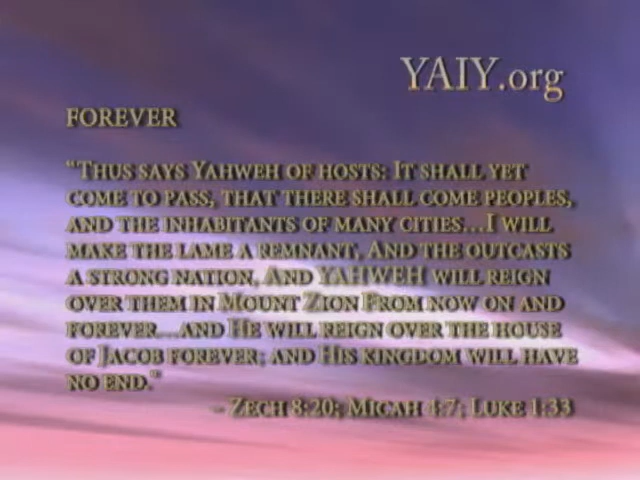 YAIY.org
FOREVER
“THUS SAYS YAHWEH OF HOSTS: IT SHALL YET
COME TO PASS, THAT THERE SHALL COME PEOPLES,
AND THE INHABITANTS OF MANY CITIES...I WILL
MAKE THE LAME A REMNANT, AND THE OUTCASTS
A STRONG NATION, AND YAHWEH WILL REIGN
OVER THEM IN MOUNT ZION FROM NOW ON AND
FOREVER...AND HE WILL REIGN OVER THE HOUSE
OF JACOB FOREVER; AND HIS KINGDOM WILL HAVE
NO END.”
- ZECH 8:20; MICAH 4:7; LUKE 1:33